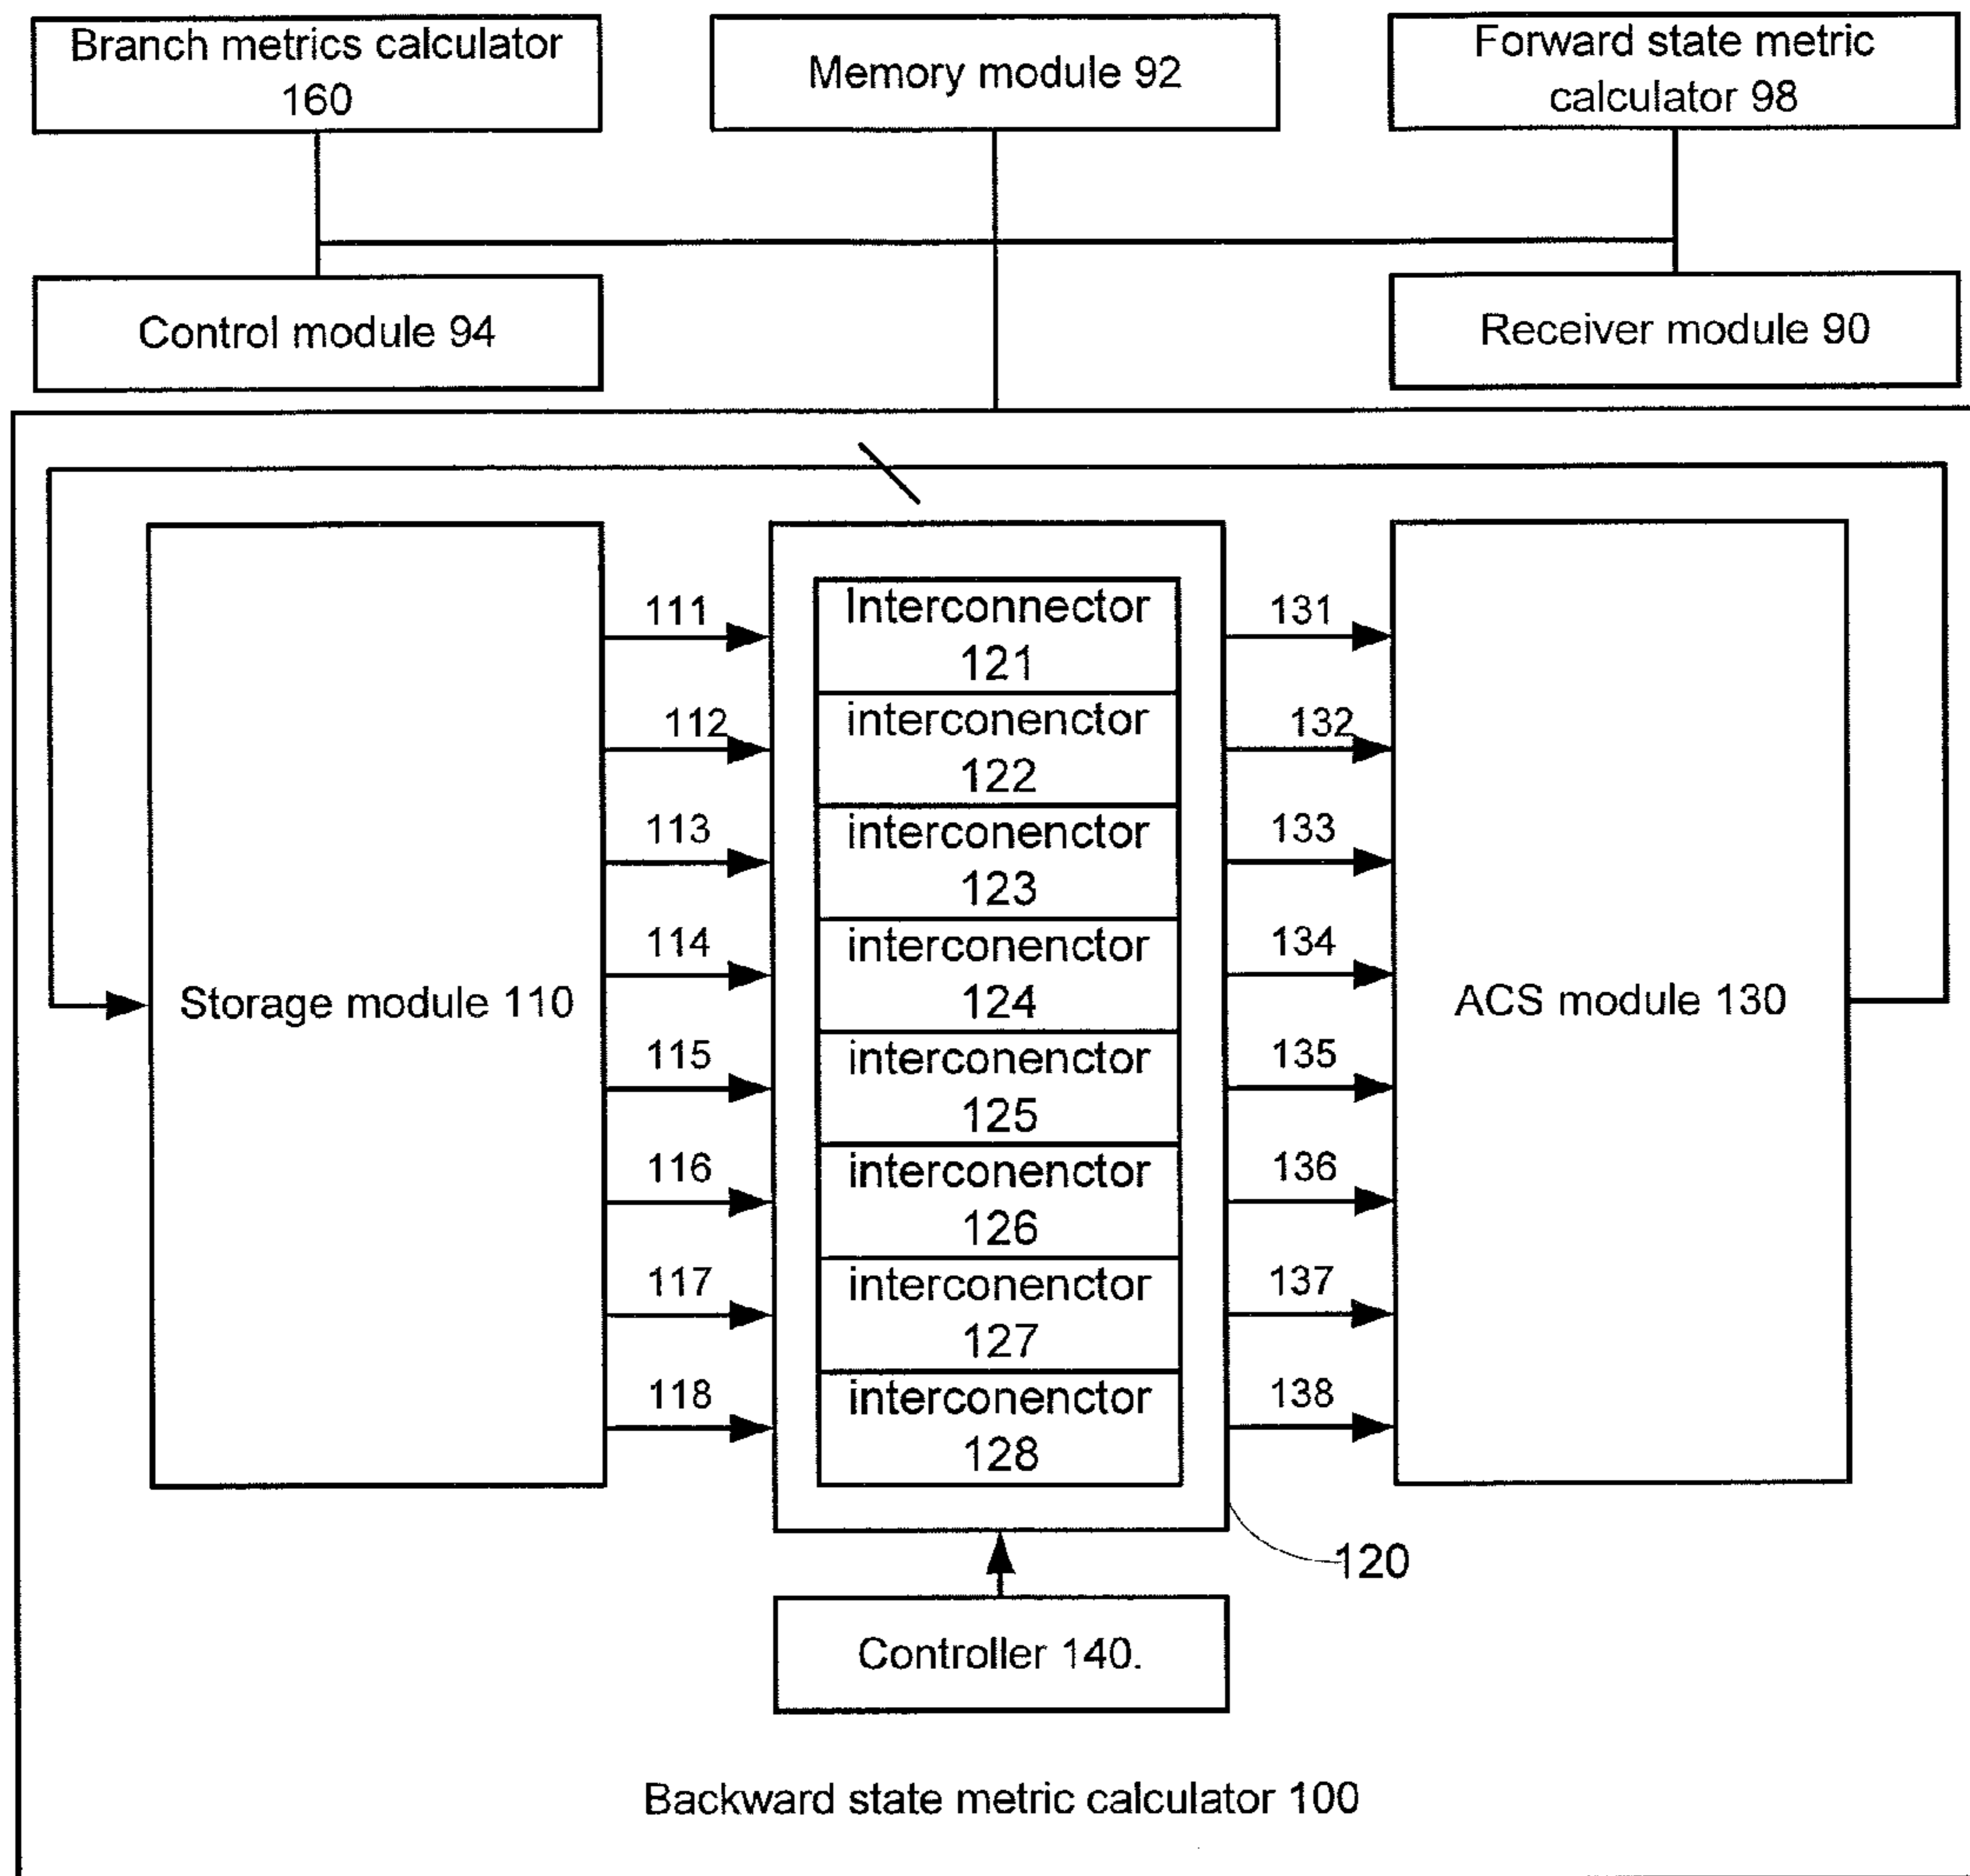 Branch metrics calculator
160
Memory module 92
Forward state metric
calculator 98
Control module 94
Receiver module 90
111
112
113
114
115
116
117
118
Storage module 110
Interconnector
121
interconenctor
122
interconenctor
123
interconenctor
124
interconenctor
125
interconenctor
126
interconenctor
127
interconenctor
128
131
132
133
134
135
136
137
138
ACS module 130
120
Controller 140.
Backward state metric calculator 100